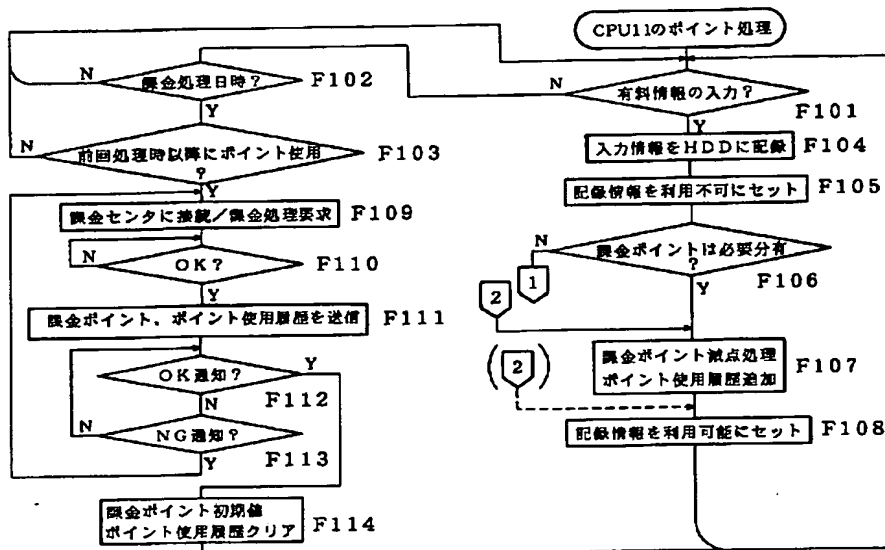 CPU11のポイント処理
有料情報の入力？
N
Y
F101
課金処理日時？
N
Y
F102
前回処理時以降にポイント使用
？
N
Y
F103
入力情報をHDDに記録
F104
記録情報を利用不可にセット
F105
課金ポイントは必要分有
？
N
Y
F106
1
2
課金ポイント減点処理
ポイント使用履歴追加
F107
(2)
記録情報を利用可能にセット
F108
課金センタに接続／課金処理要求
F109
OK？
N
Y
F110
課金ポイント、ポイント使用履歴を送信
F111
OK通知？
Y
N
F112
NG通知？
N
Y
F113
課金ポイント初期値
ポイント使用履歴クリア
F114